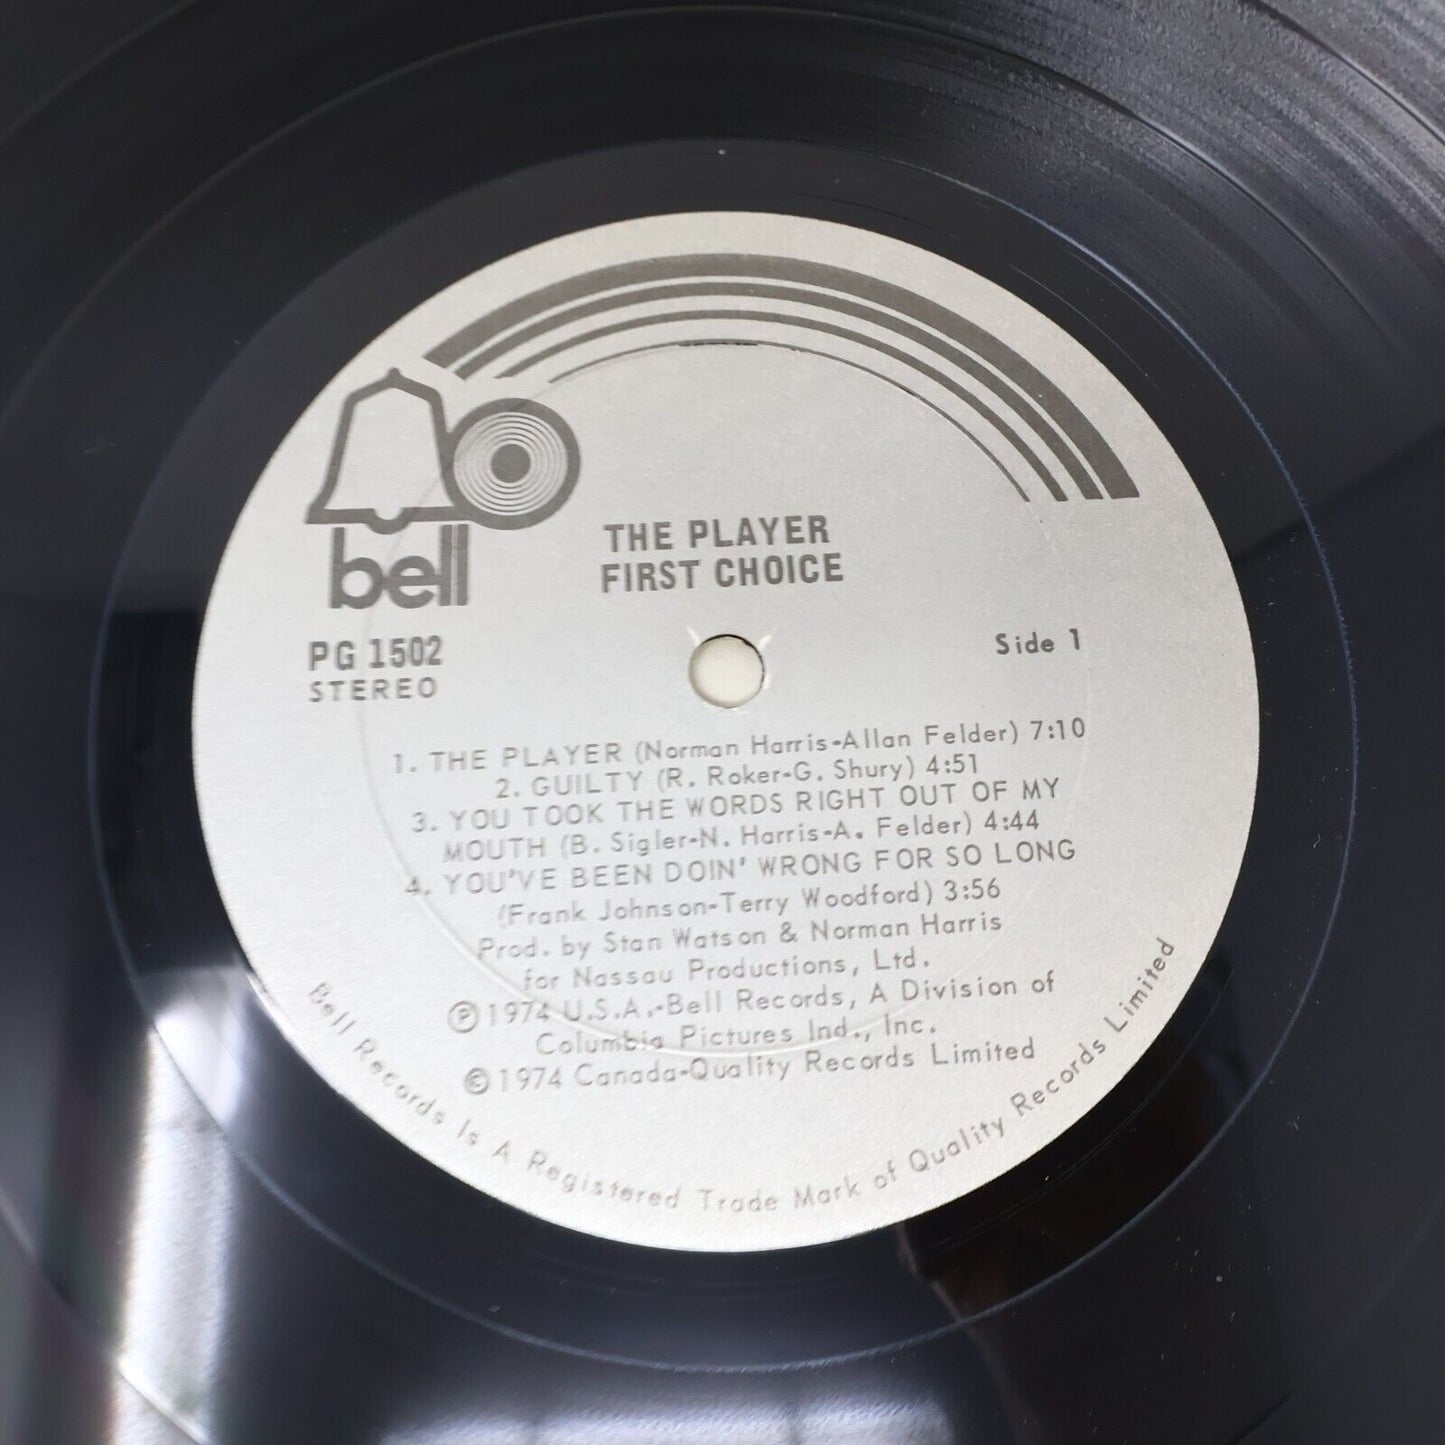 bell
THE PLAYER
FIRST CHOICE
PG 1502
STEREO
Side 1
1. THE PLAYER (Norman Harris-Allan Felder) 7:10
2. GUILTY (R. Roker-G. Shury) 4:51
3. YOU TOOK THE WORDS RIGHT OUT OF MY
MOUTH (B. Sigler-N. Harris-A. Felder) 4:44
4. YOU'VE BEEN DOIN' WRONG FOR SO LONG
(Frank Johnson-Terry Woodford) 3:56
Prod. by Stan Watson & Norman Harris
for Nassau Productions, Ltd.
℗ 1974 U.S.A.-Bell Records, A Division of
Columbia Pictures Ind., Inc.
© 1974 Canada-Quality Records Limited
Bell Records Is A Registered Trade Mark of Quality Records Limited